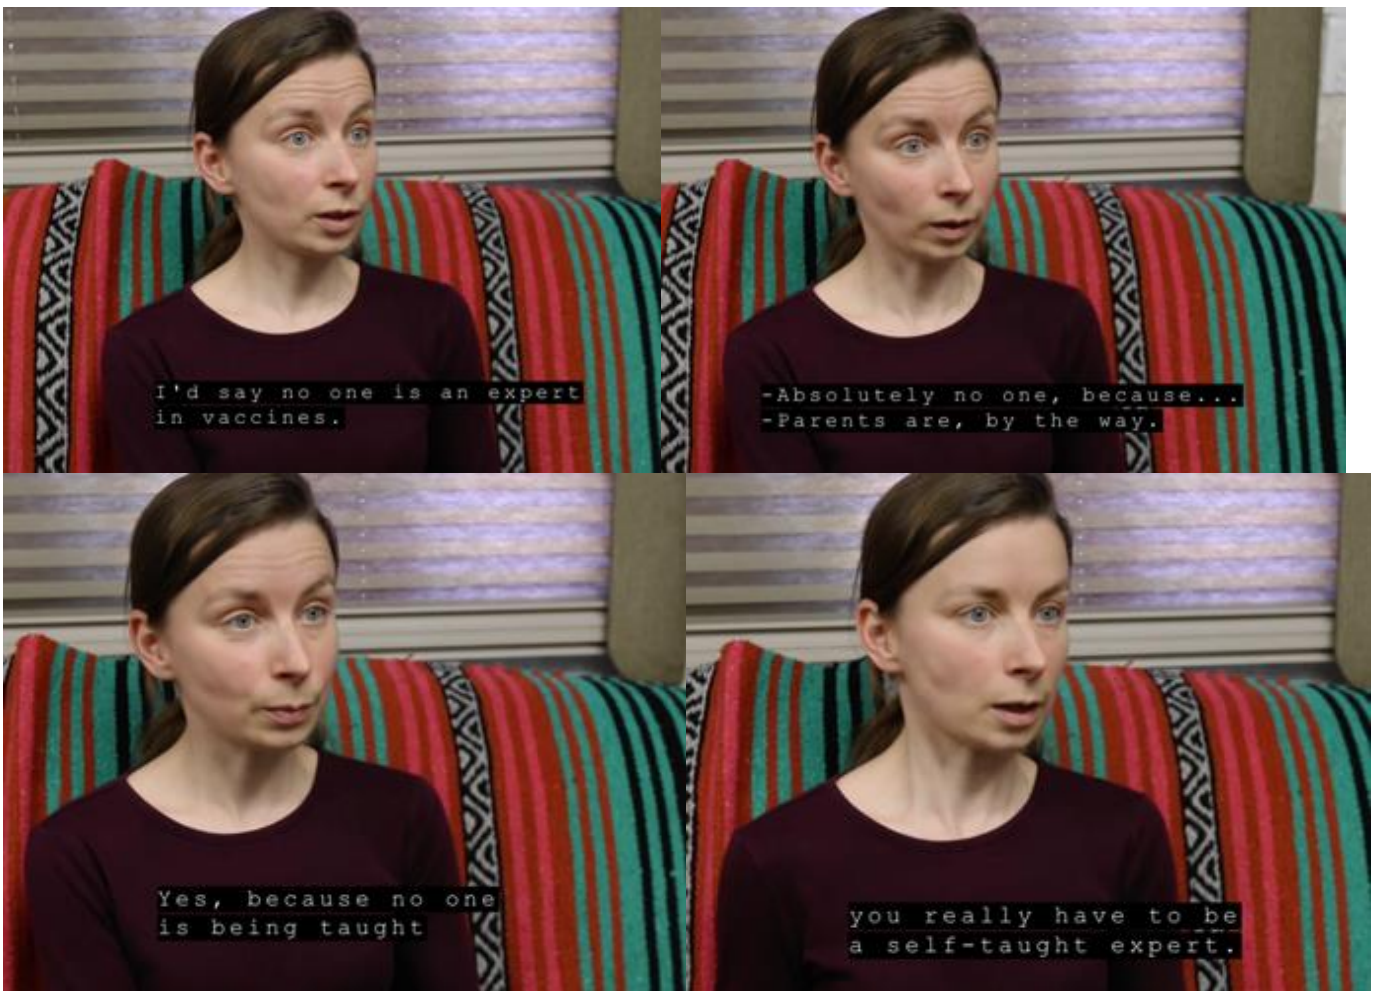 I'd say no one is an expert
in vaccines.
-Absolutely no one, because...
-Parents are, by the way.
Yes, because no one
is being taught
you really have to be
a self-taught expert.